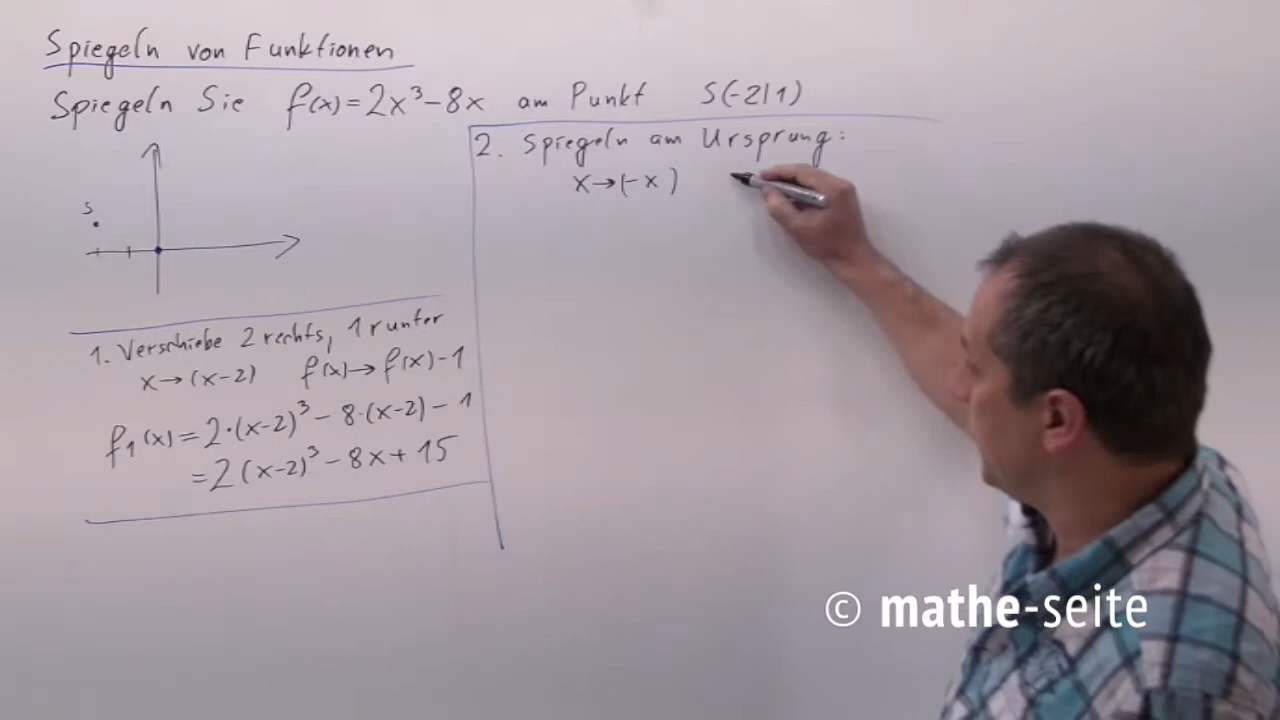 Spiegeln von Funktionen
Spiegeln Sie f(x)=2x³-8x am Punkt S(-2|1)
S
1. Verschiebe 2 rechts, 1 runter
x→(x-2) f(x)→f(x)-1
f₁(x)=2·(x-2)³-8·(x-2)-1
=2(x-2)³-8x+15
2. Spiegeln am Ursprung:
x→(-x)
© mathe-seite